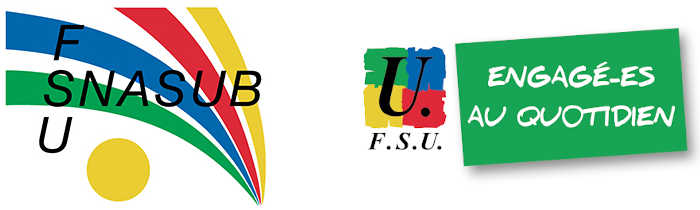 F
SNASUB
U
U.
F.S.U.
ENGAGÉ-ES
AU QUOTIDIEN